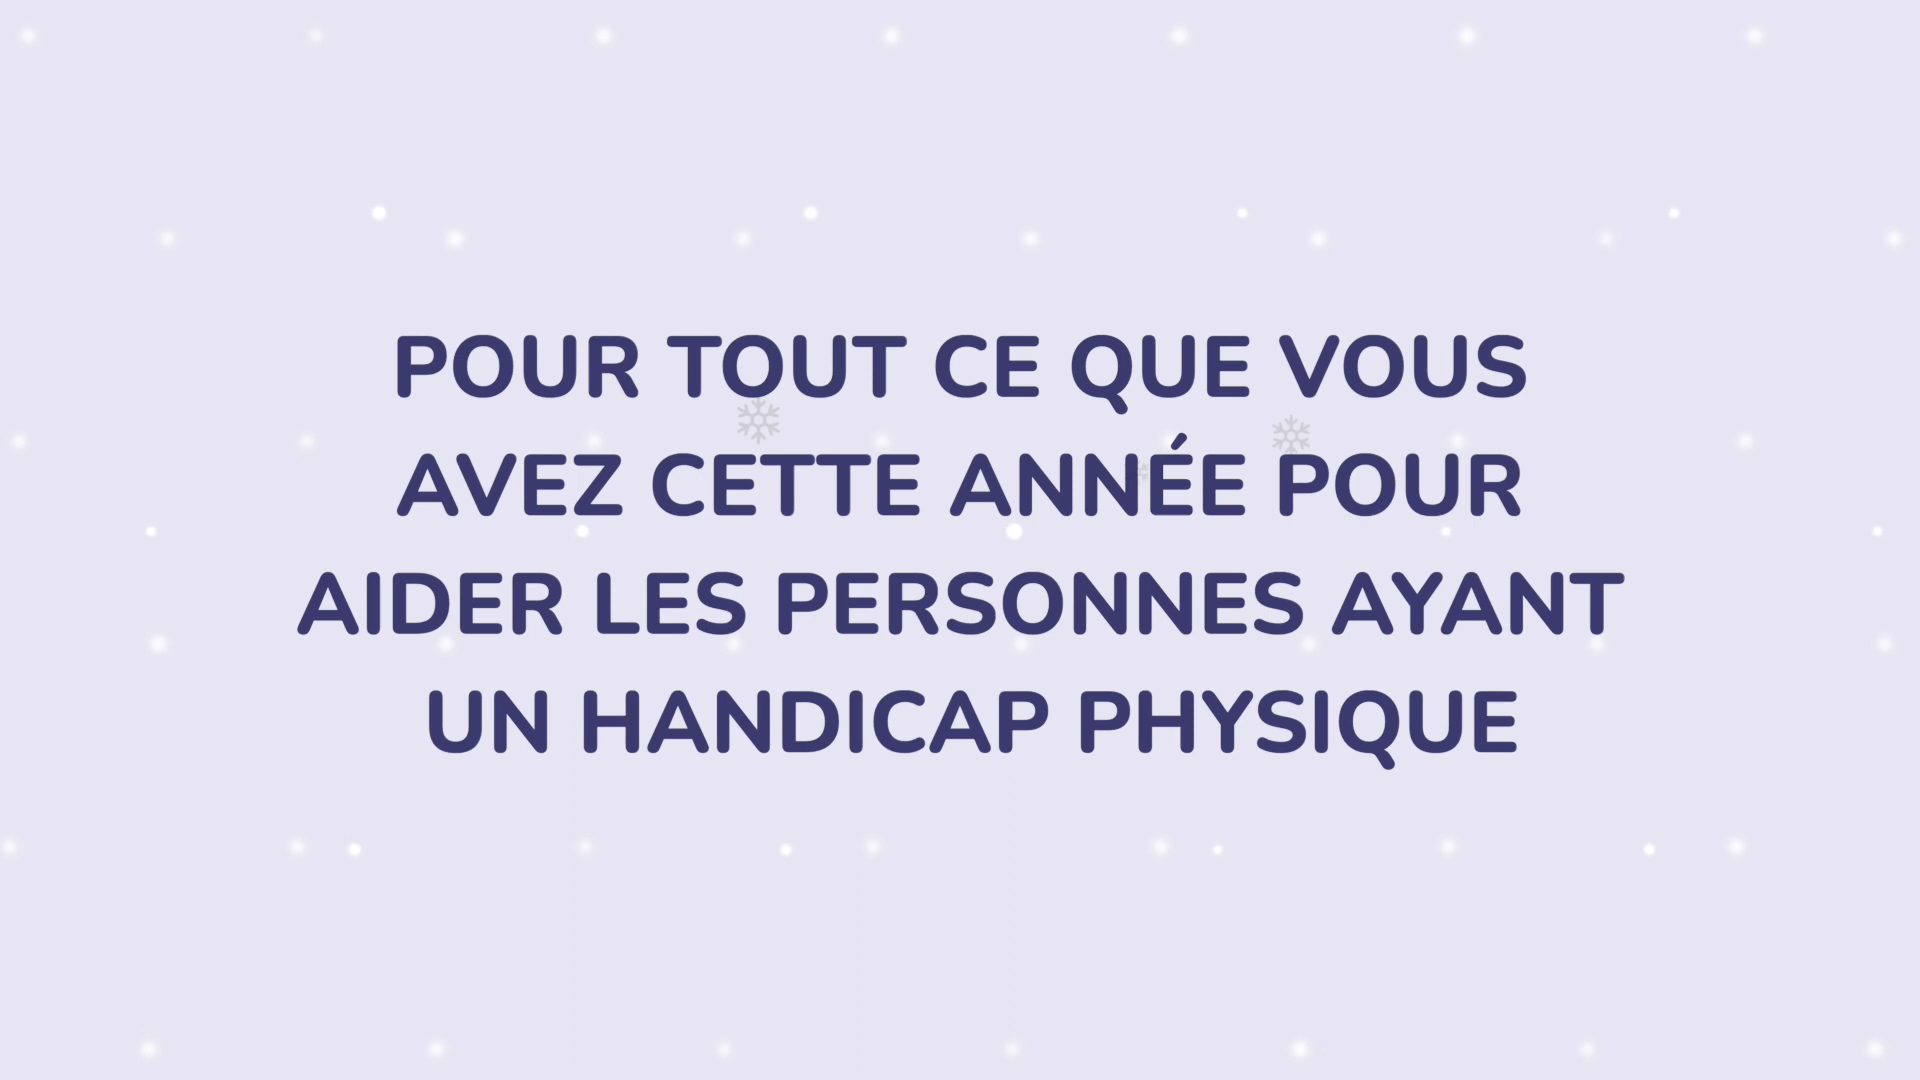 POUR TOUT CE QUE VOUS
AVEZ CETTE ANNÉE POUR
AIDER LES PERSONNES AYANT
UN HANDICAP PHYSIQUE